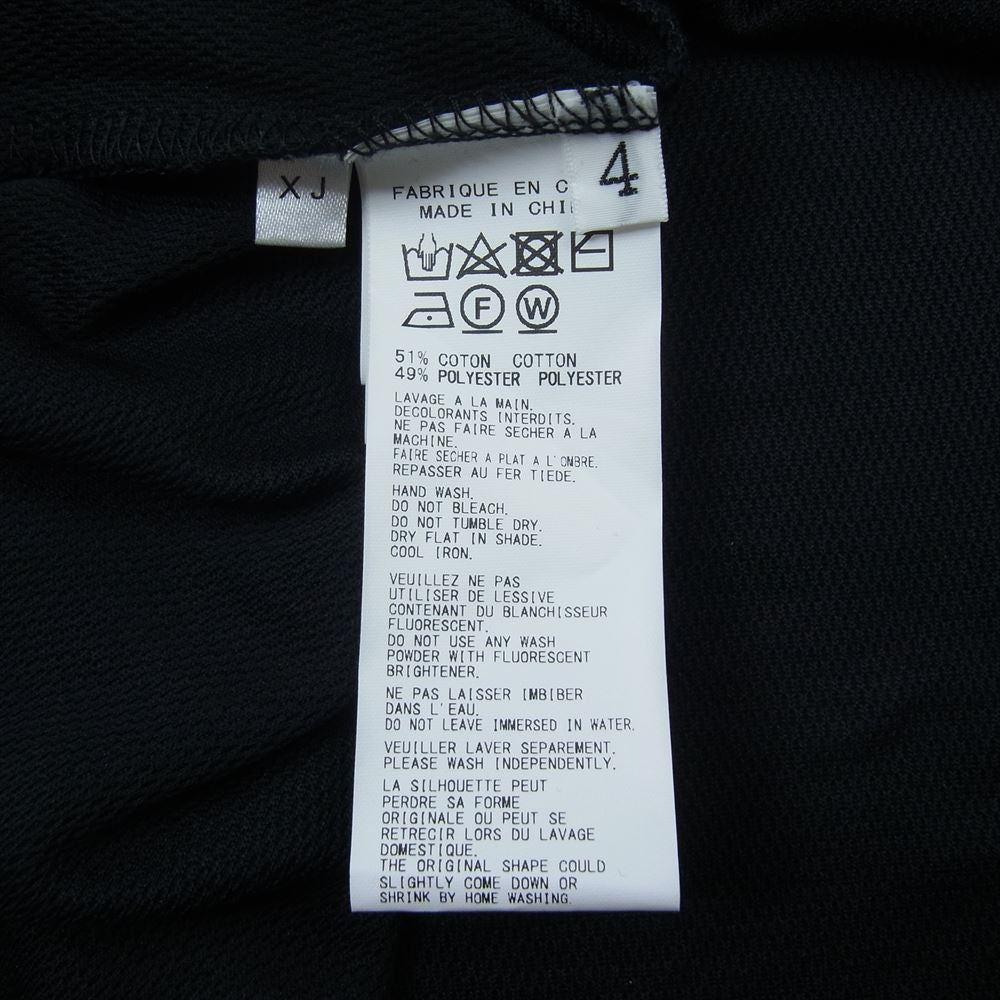 XJ
4
FABRIQUE EN C
MADE IN CHI
F W
51% COTON COTTON
49% POLYESTER POLYESTER
LAVAGE A LA MAIN.
DECOLORANTS INTERDITS.
NE PAS FAIRE SECHER A LA
MACHINE.
FAIRE SECHER A PLAT A L'OMBRE.
REPASSER AU FER TIEDE.
HAND WASH.
DO NOT BLEACH.
DO NOT TUMBLE DRY.
DRY FLAT IN SHADE.
COOL IRON.
VEUILLEZ NE PAS
UTILISER DE LESSIVE
CONTENANT DU BLANCHISSEUR
FLUORESCENT.
DO NOT USE ANY WASH
POWDER WITH FLUORESCENT
BRIGHTENER.
NE PAS LAISSER IMBIBER
DANS L'EAU.
DO NOT LEAVE IMMERSED IN WATER.
VEUILLER LAVER SEPAREMENT.
PLEASE WASH INDEPENDENTLY.
LA SILHOUETTE PEUT
PERDRE SA FORME
ORIGINALE OU PEUT SE
RETRECIR LORS DU LAVAGE
DOMESTIQUE.
THE ORIGINAL SHAPE COULD
SLIGHTLY COME DOWN OR
SHRINK BY HOME WASHING.